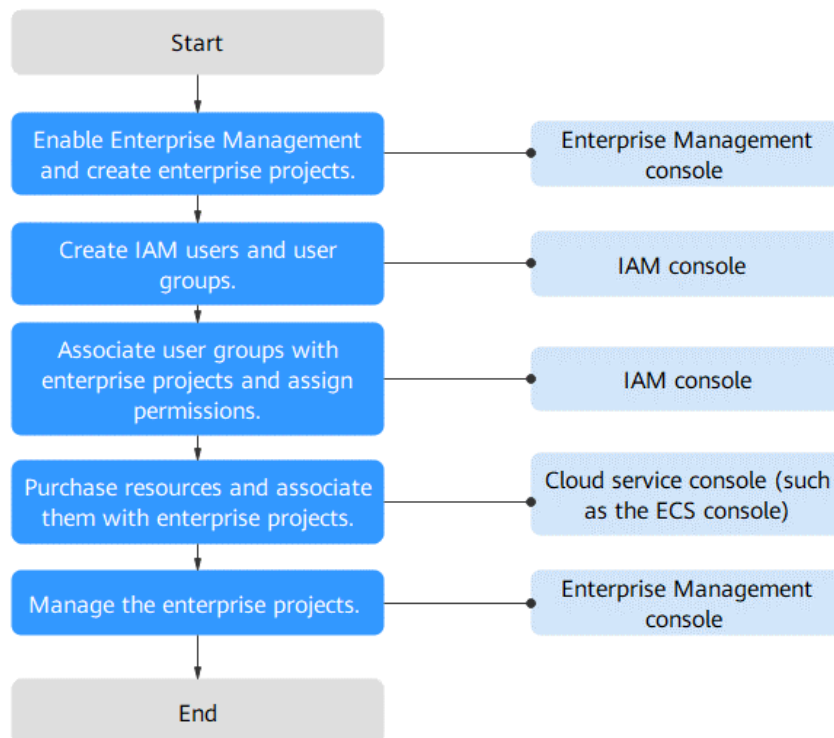 Start
Enable Enterprise Management
and create enterprise projects.
Enterprise Management
console
Create IAM users and user
groups.
IAM console
Associate user groups with
enterprise projects and assign
permissions.
IAM console
Purchase resources and associate
them with enterprise projects.
Cloud service console (such
as the ECS console)
Manage the enterprise projects.
Enterprise Management
console
End